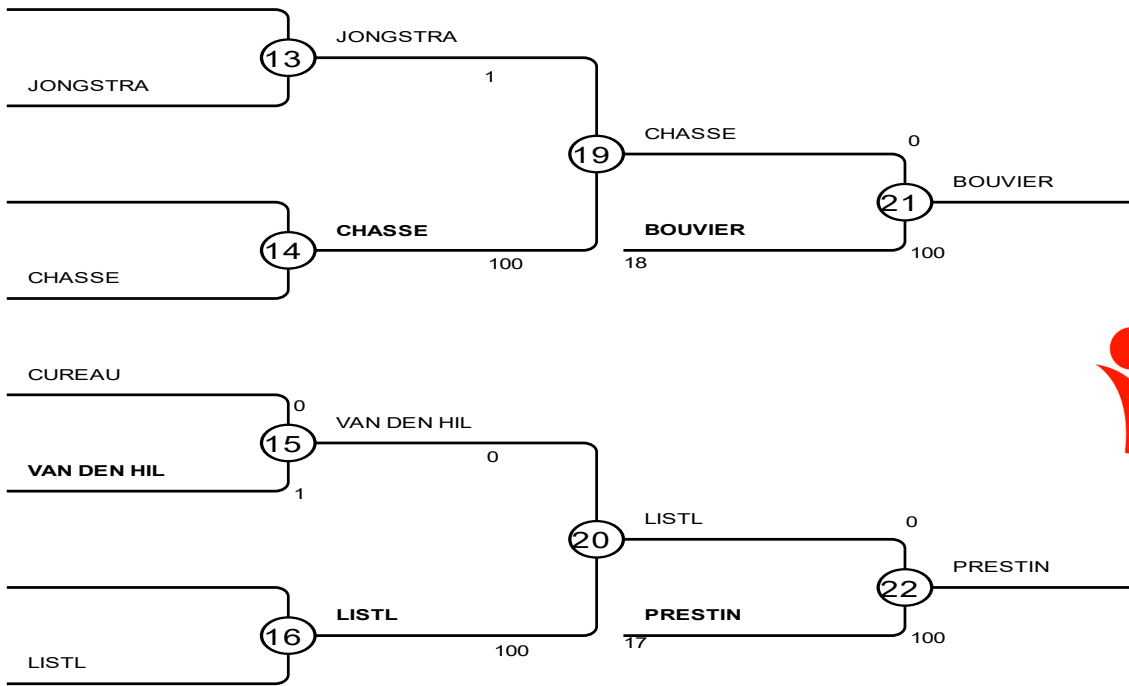 JONGSTRA
13
JONGSTRA
1
CHASSE
14
CHASSE
100
19
CHASSE
0
BOUVIER
18
100
21
BOUVIER
CUREAU
0
15
VAN DEN HIL
1
VAN DEN HIL
0
LISTL
16
LISTL
100
20
LISTL
0
PRESTIN
17
100
22
PRESTIN